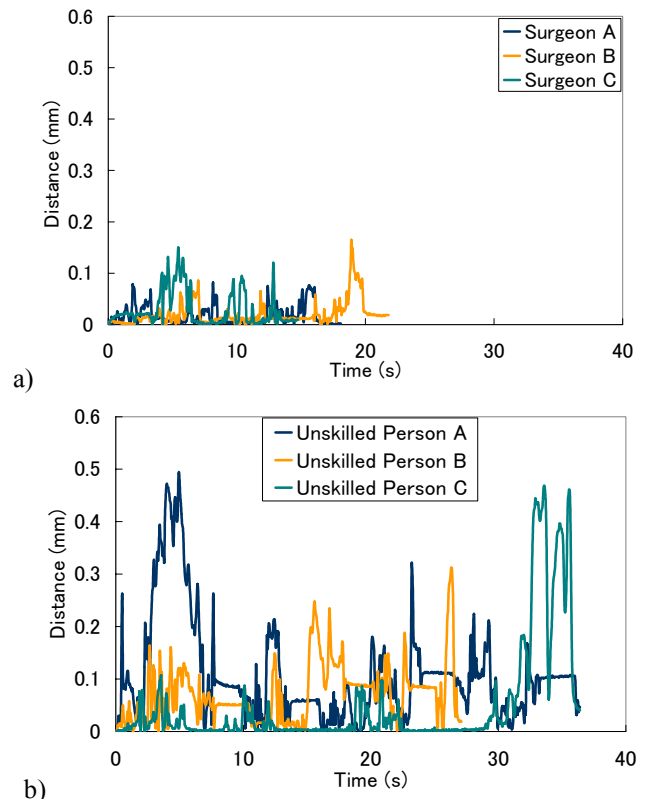 0.6
0.5
0.4
0.3
0.2
0.1
0
Distance (mm)
Surgeon A
Surgeon B
Surgeon C
0 10 20 30 40
Time (s)
a)
0.6
0.5
0.4
0.3
0.2
0.1
0
Distance (mm)
Unskilled Person A
Unskilled Person B
Unskilled Person C
0 10 20 30 40
Time (s)
b)